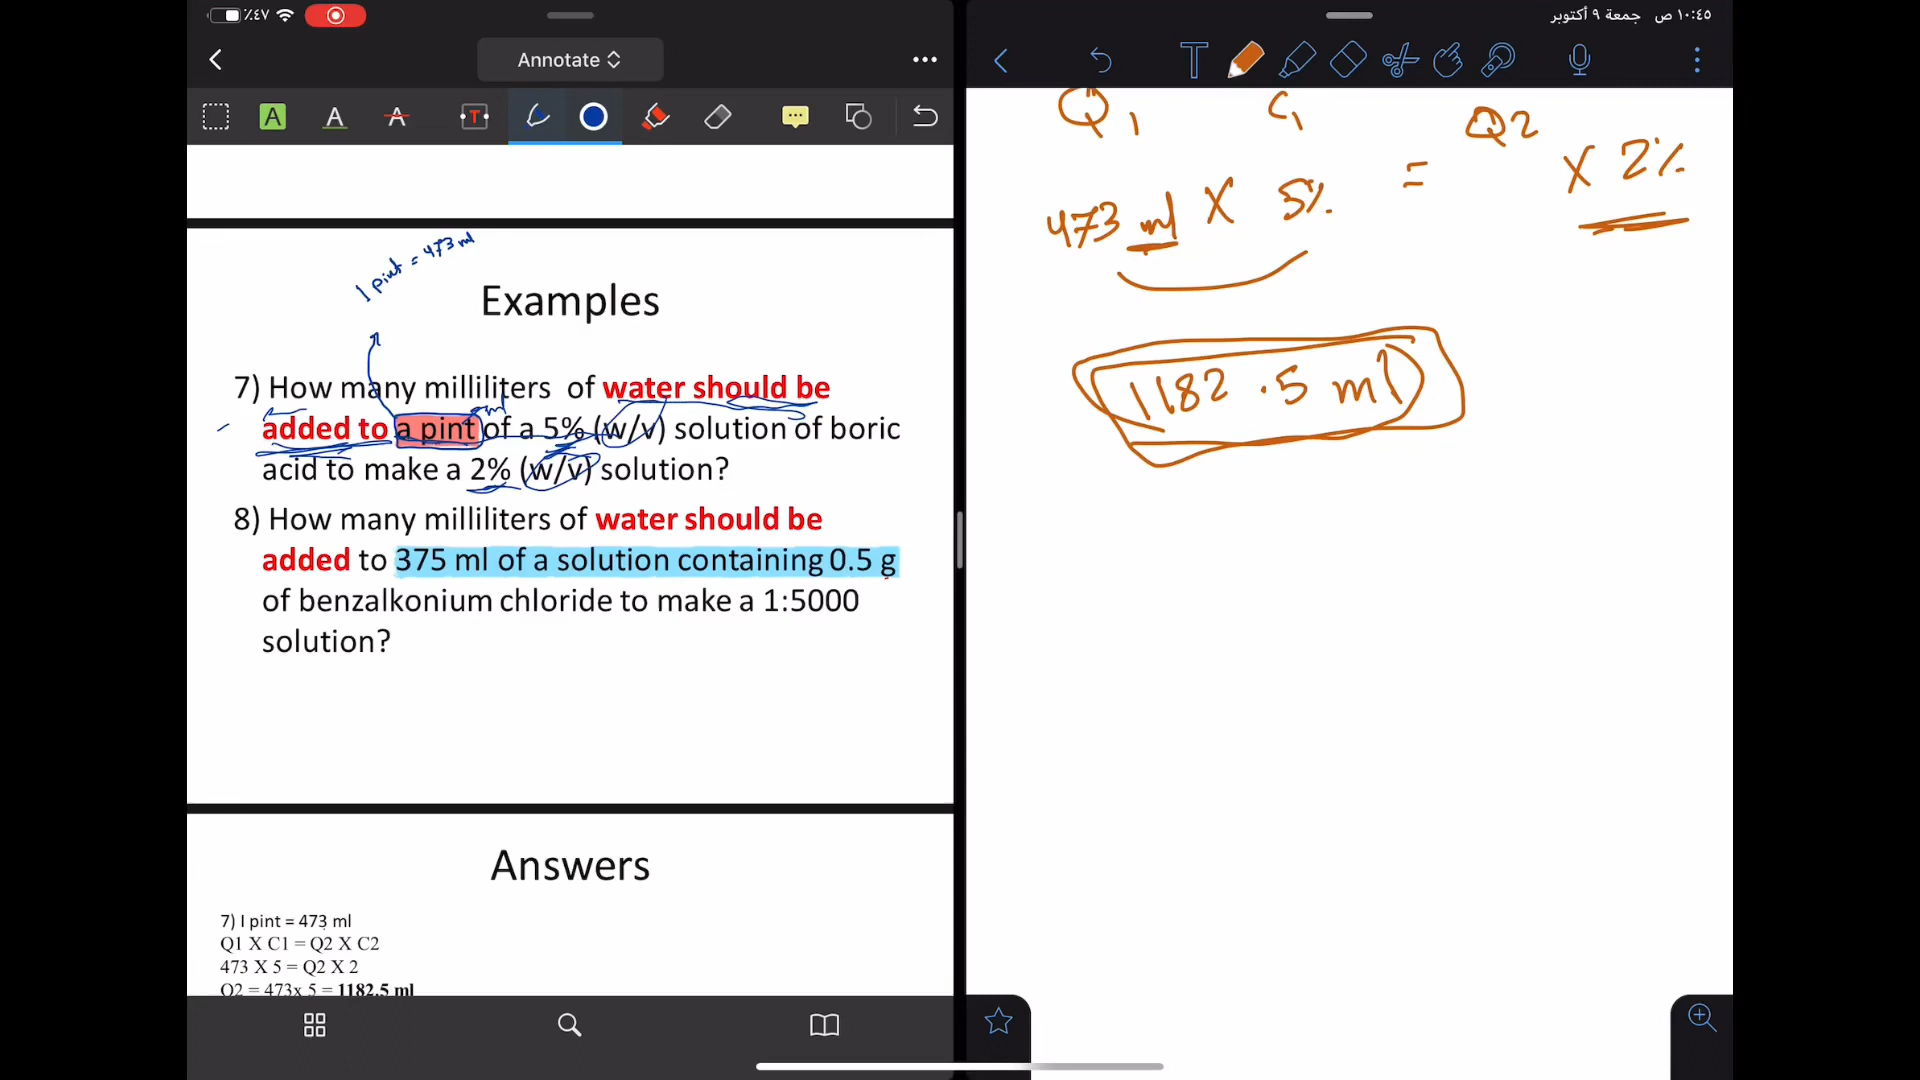 ٪٤٧
١٠:٤٥ ص جمعة ٩ أكتوبر
Annotate
A A A T
T
1 pint = 473 ml
Examples
7) How many milliliters of water should be
ml
added to a pint of a 5% (w/v) solution of boric
acid to make a 2% (w/v) solution?
8) How many milliliters of water should be
added to 375 ml of a solution containing 0.5 g
of benzalkonium chloride to make a 1:5000
solution?
Answers
7) I pint = 473 ml
Q1 X C1 = Q2 X C2
473 X 5 = Q2 X 2
Q2 = 473x 5 = 1182.5 ml
Q1 C1 Q2
473 ml X 5% = X 2%
1182.5 ml